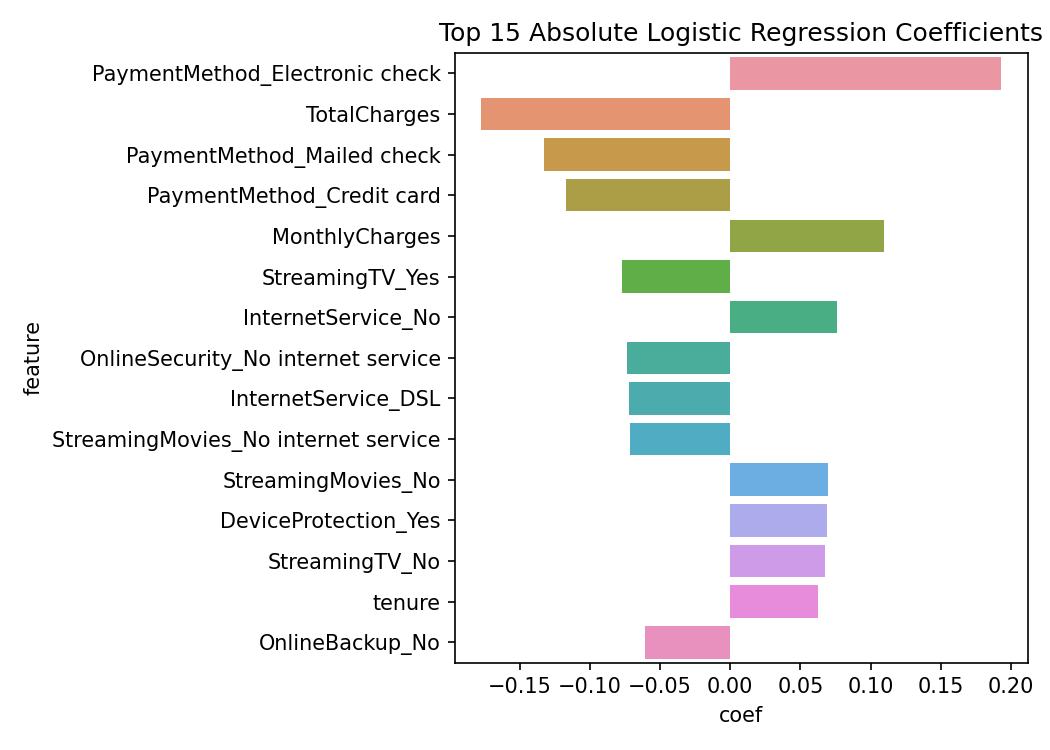 Top 15 Absolute Logistic Regression Coefficients
feature
PaymentMethod_Electronic check
TotalCharges
PaymentMethod_Mailed check
PaymentMethod_Credit card
MonthlyCharges
StreamingTV_Yes
InternetService_No
OnlineSecurity_No internet service
InternetService_DSL
StreamingMovies_No internet service
StreamingMovies_No
DeviceProtection_Yes
StreamingTV_No
tenure
OnlineBackup_No
−0.15 −0.10 −0.05 0.00 0.05 0.10 0.15 0.20
coef